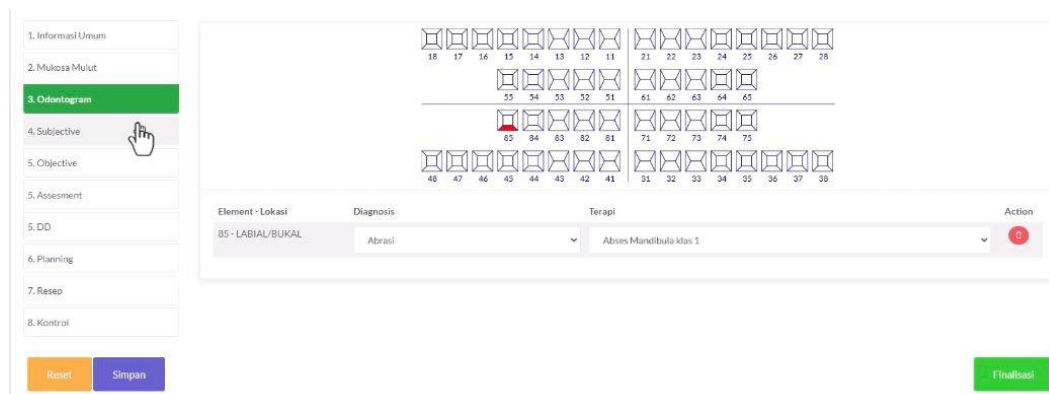 1. Informasi Umum
2. Mukosa Mulut
3. Odontogram
4. Subjective
5. Objective
5. Assesment
5. DD
6. Planning
7. Resep
8. Kontrol
Reset Simpan
18 17 16 15 14 13 12 11 21 22 23 24 25 26 27 28
55 54 53 52 51 61 62 63 64 65
85 84 83 82 81 71 72 73 74 75
48 47 46 45 44 43 42 41 31 32 33 34 35 36 37 38
Element - Lokasi Diagnosis Terapi Action
85 - LABIAL/BUKAL Abrasi Abses Mandibula klas 1
Finalisasi